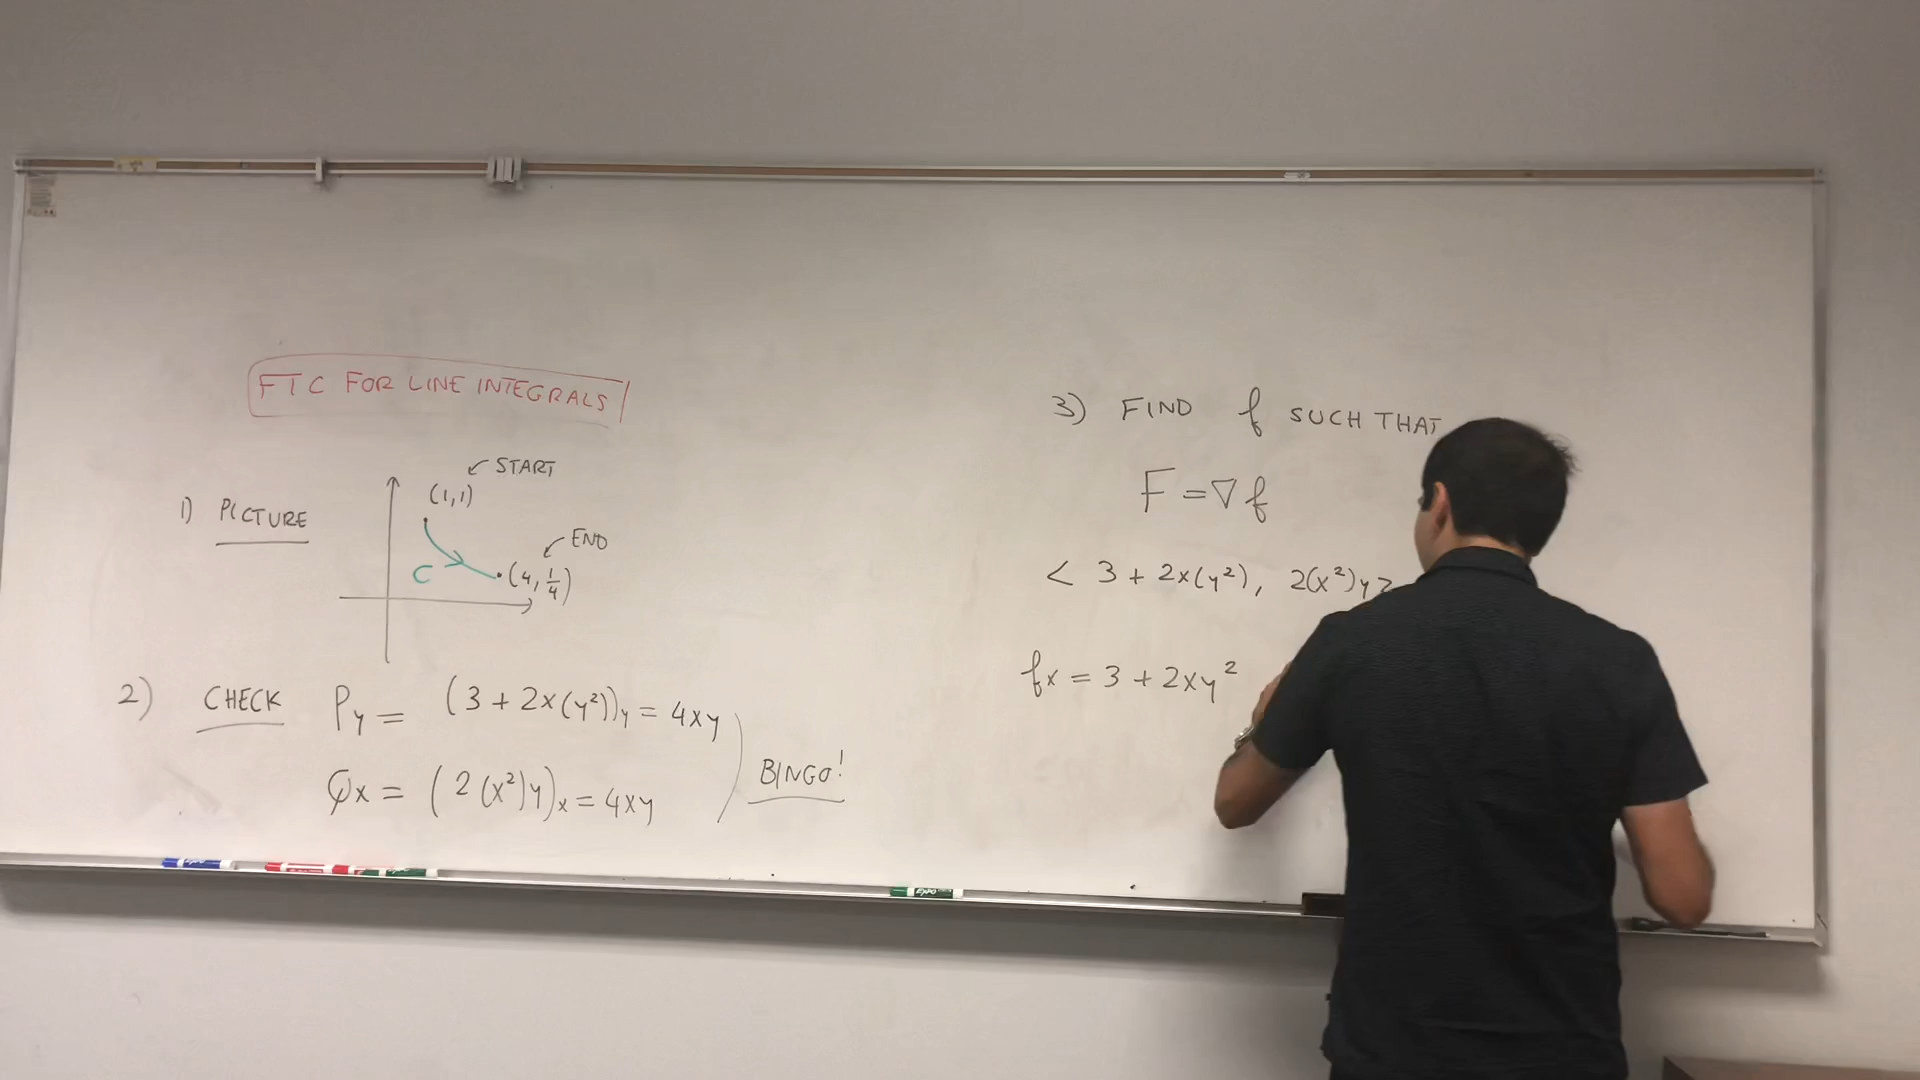 FTC FOR LINE INTEGRALS
1) PICTURE
START
(1,1)
END
C
(4, 1/4)
2) CHECK Py = (3 + 2x(y²))y = 4xy
Qx = (2(x²)y)x = 4xy
BINGO!
3) FIND f SUCH THAT
F = ∇f
< 3 + 2x(y²), 2(x²)y >
fx = 3 + 2xy²
EXPO